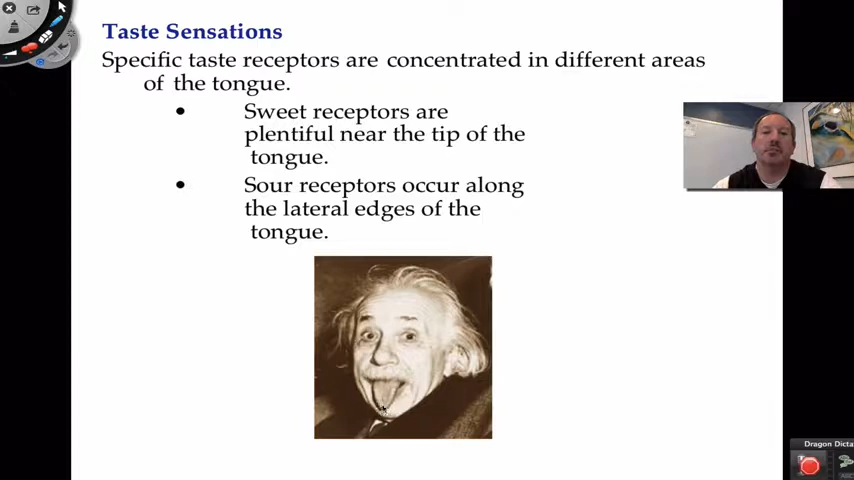 Taste Sensations
Specific taste receptors are concentrated in different areas
of the tongue.
• Sweet receptors are
plentiful near the tip of the
tongue.
• Sour receptors occur along
the lateral edges of the
tongue.
Dragon Dicta